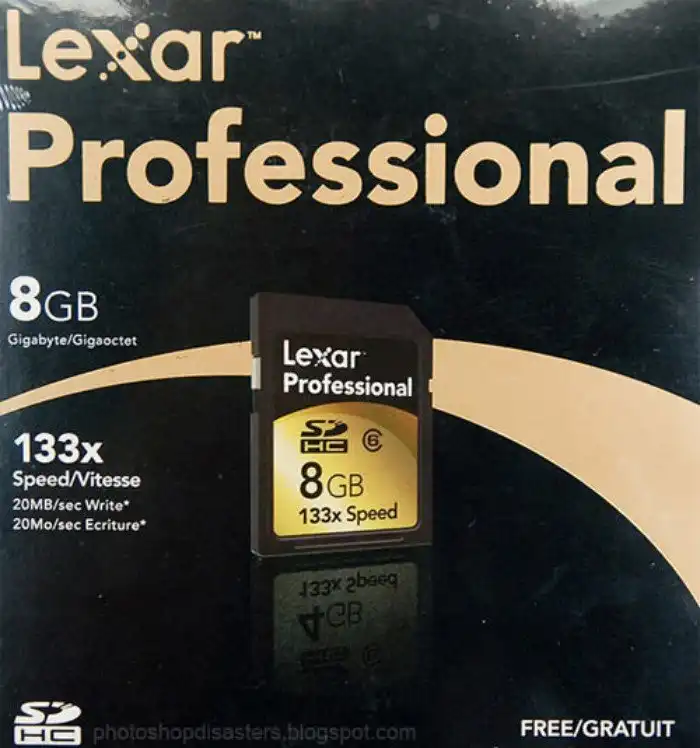 Lexar™
Professional
8GB
Gigabyte/Gigaoctet
133x
Speed/Vitesse
20MB/sec Write*
20Mo/sec Ecriture*
Lexar
Professional
SD
HC
6
8GB
133x Speed
133x Speed
4GB
SD
HC
photoshopdisasters.blogspot.com
FREE/GRATUIT